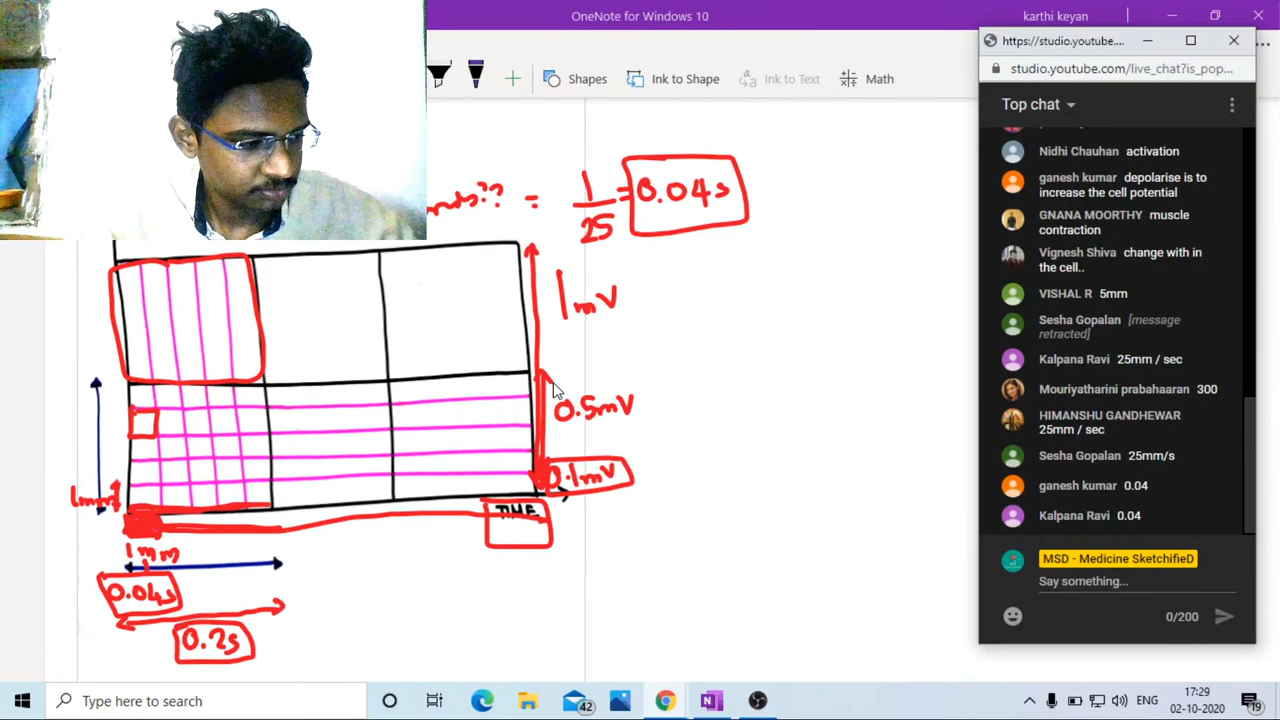 OneNote for Windows 10
karthi keyan
Shapes
Ink to Shape
Ink to Text
Math
https://studio.youtube....
studio.youtube.com/live_chat?is_pop...
Top chat
Nidhi Chauhan activation
ganesh kumar depolarise is to
increase the the potential
MOORTHY muscle
contraction
Vignesh Shiva change with in
the cell..
VISHAL R 5mm
Sesha Gopalan [message
retracted]
Kalpana Ravi 25mm / sec
Mouriyatharini prabahaaran 300
HIMANSHU GANDHEWAR
25mm / sec
Sesha Gopalan 25mm/s
ganesh kumar 0.04
Kalpana Ravi 0.04
MSD - Medicine SketchifieD
Say something...
0/200
?? = 1/25 = 0.04s
1mV
0.5mV
0.1mV
1mm
TIME
1mm
0.04s
0.2s
Type here to search
42
ENG
17:29
02-10-2020
19